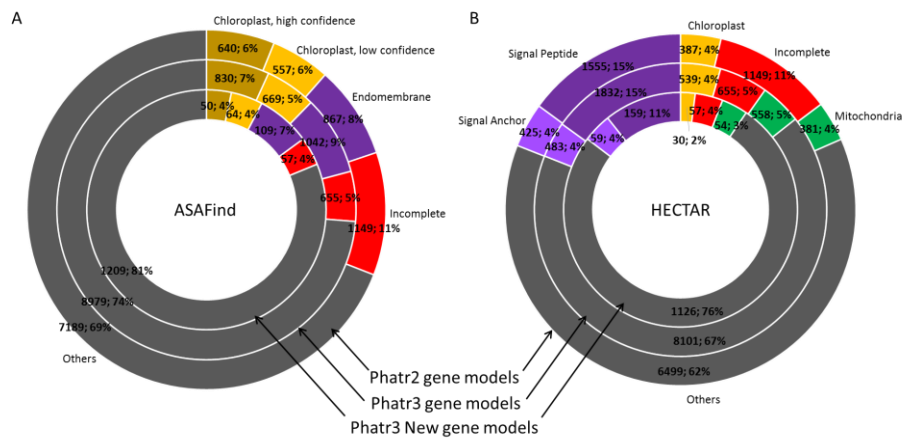 A
Chloroplast, high confidence
640; 6%
Chloroplast, low confidence
557; 6%
830; 7%
669; 5%
Endomembrane
867; 8%
50; 4%
64; 4%
109; 7%
1042; 9%
57; 4%
655; 5%
Incomplete
1149; 11%
ASAFind
1209; 81%
8979; 74%
7189; 69%
Others
B
Chloroplast
387; 4%
Incomplete
1149; 11%
Signal Peptide
1555; 15%
539; 4%
655; 5%
1832; 15%
558; 5%
Mitochondria
381; 4%
Signal Anchor
425; 4%
483; 4%
59; 4%
159; 11%
57; 4%
54; 3%
30; 2%
HECTAR
1126; 76%
8101; 67%
6499; 62%
Others
Phatr2 gene models
Phatr3 gene models
Phatr3 New gene models